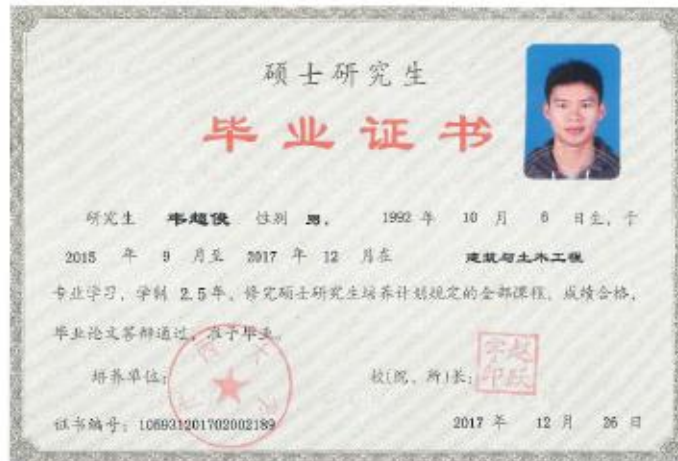 硕士研究生
毕业证书
研究生 韦超俊 性别 男, 1992 年 10 月 6 日生, 于
2015 年 9 月至 2017 年 12 月在 建筑与土木工程
专业学习, 学制 2.5年, 修完硕士研究生培养计划规定的全部课程, 成绩合格,
毕业论文答辩通过, 准予毕业。
培养单位:
校(院、所)长:
证书编号: 105931201702002189
2017 年 12 月 26 日